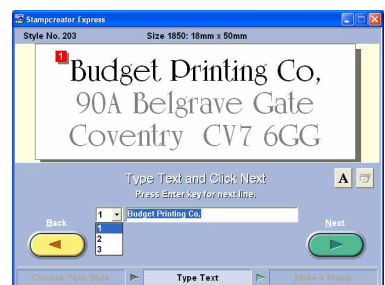 Stampcreator Express
Style No. 203 Size 1850: 18mm x 50mm
1
Budget Printing Co,
90A Belgrave Gate
Coventry CV7 6GG
Type Text and Click Next
A
Press Enter key for next line.
Back 1 Budget Printing Co, Next
1
2
3
Choose Your Style Type Text Make a Stamp